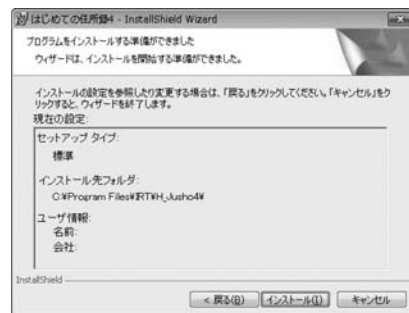 はじめての住所録4 - InstallShield Wizard
プログラムをインストールする準備ができました
ウィザードは、インストールを開始する準備ができました。
インストールの設定を参照したり変更する場合は、「戻る」をクリックしてください。「キャンセル」をク
リックすると、ウィザードを終了します。
現在の設定:
セットアップ タイプ:
標準
インストール先フォルダ:
C:¥Program Files¥IRT¥H_Jusho4¥
ユーザ情報:
名前:
会社:
InstallShield
< 戻る(B)
インストール(I)
キャンセル